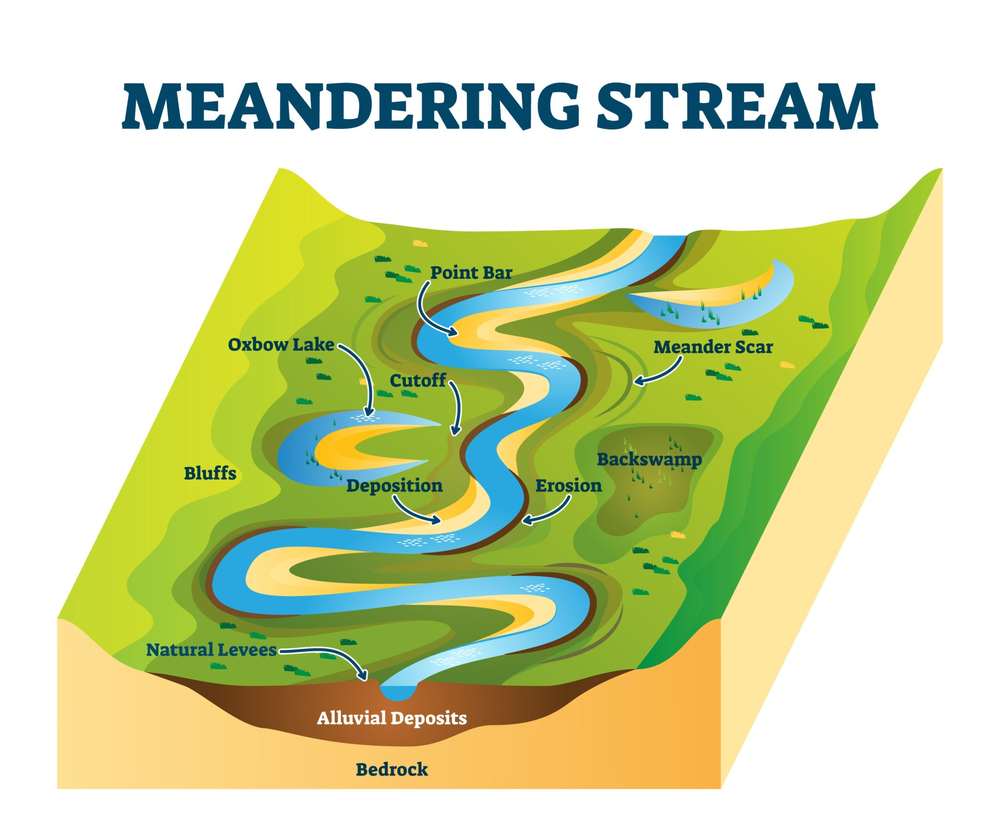 MEANDERING STREAM
Point Bar
Oxbow Lake
Meander Scar
Cutoff
Backswamp
Bluffs
Deposition
Erosion
Natural Levees
Alluvial Deposits
Bedrock